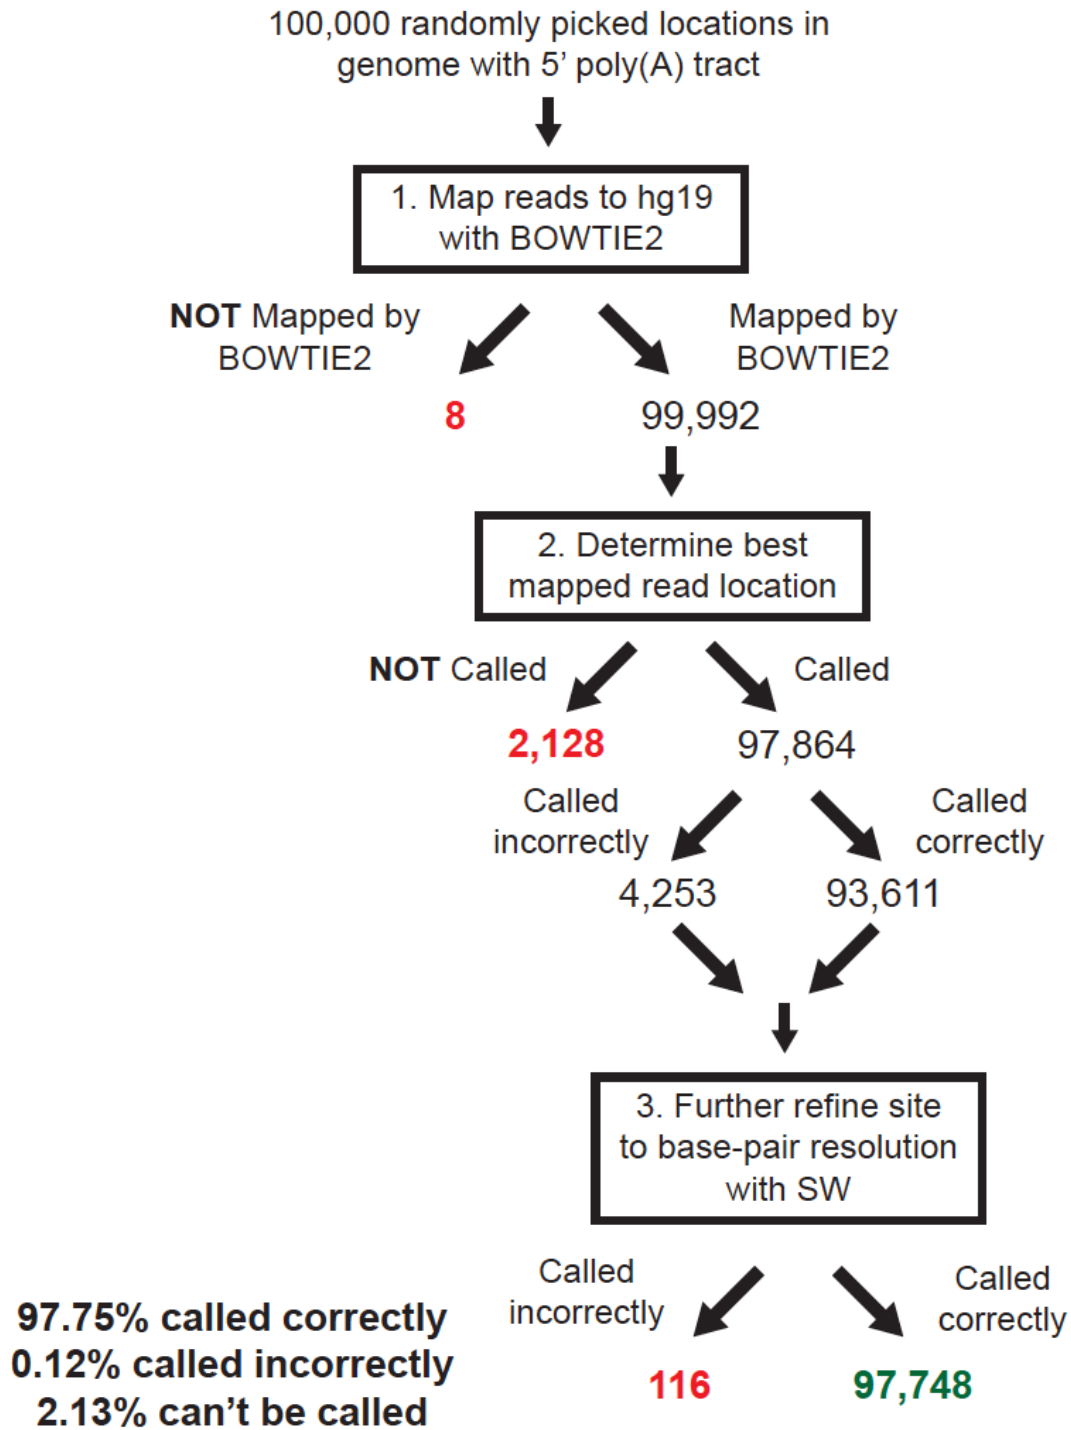 100,000 randomly picked locations in
genome with 5’ poly(A) tract
1. Map reads to hg19
with BOWTIE2
NOT Mapped by
BOWTIE2
Mapped by
BOWTIE2
8
99,992
2. Determine best
mapped read location
NOT Called
Called
2,128
97,864
Called
incorrectly
Called
correctly
4,253
93,611
3. Further refine site
to base-pair resolution
with SW
Called
incorrectly
Called
correctly
116
97,748
97.75% called correctly
0.12% called incorrectly
2.13% can’t be called